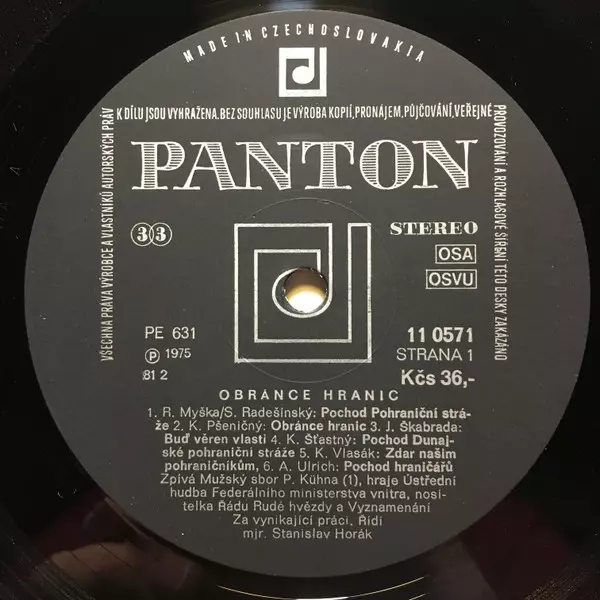 MADE IN CZECHOSLOVAKIA
VŠECHNA PRÁVA VÝROBCE A VLASTNÍKŮ AUTORSKÝCH PRÁV
K DÍLU JSOU VYHRAŽENA. BEZ SOUHLASU JE VÝROBA KOPIÍ, PRONÁJEM, PŮJČOVÁNÍ, VEŘEJNÉ
PROVOZOVÁNÍ A ROZHLASOVÉ ŠÍŘENÍ TÉTO DESKY ZAKÁZÁNO
PANTON
33
STEREO
OSA
OSVU
PE 631
11 0571
Ⓟ 1975
STRANA 1
81 2
Kčs 36,-
OBRÁNCE HRANIC
1. R. Myška/S. Radešínský: Pochod Pohraniční strá-
že 2. K. Pšeničný: Obránce hranic 3. J. Škabrada:
Buď věren vlasti 4. K. Šťastný: Pochod Dunaj-
ské pohraniční stráže 5. K. Vlasák: Zdar našim
pohraničníkům, 6. A. Ulrich: Pochod hraničářů
Zpívá Mužský sbor P. Kühna (1), hraje Ústřední
hudba Federálního ministerstva vnitra, nosi-
telka Řádu Rudé hvězdy a Vyznamenání
Za vynikající práci. Řídí
mjr. Stanislav Horák